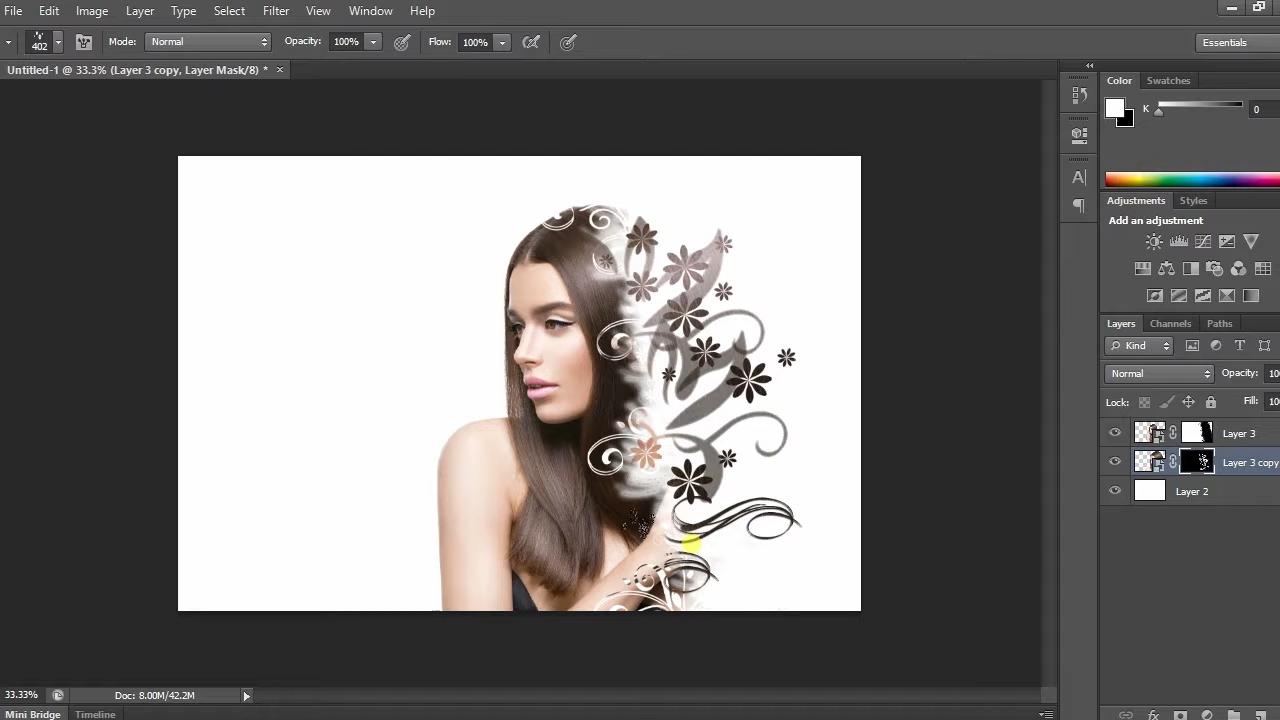 File Edit Image Layer Type Select Filter View Window Help
402 Mode: Normal Opacity: 100% Flow: 100% Essentials
Untitled-1 @ 33.3% (Layer 3 copy, Layer Mask/8) * ×
Color Swatches
K 0
Adjustments Styles
Add an adjustment
Layers Channels Paths
Kind
Normal Opacity:
Lock: Fill:
Layer 3
Layer 3 copy
Layer 2
33.33% Doc: 8.00M/42.2M
Mini Bridge Timeline